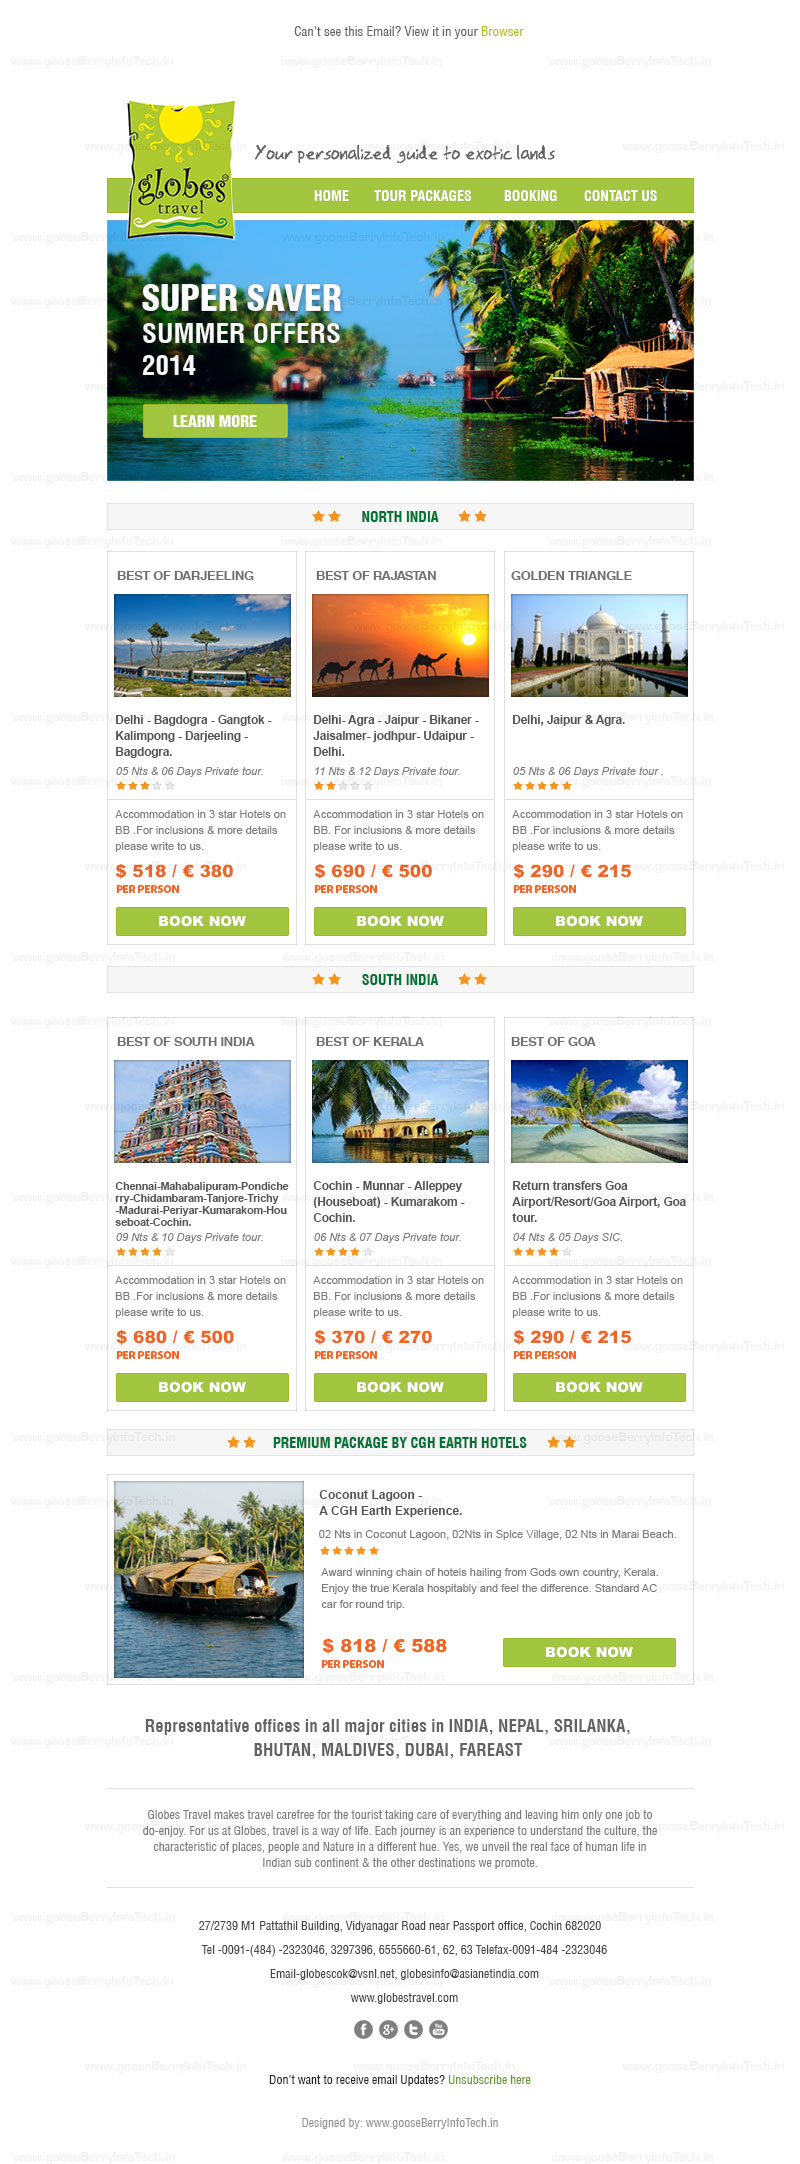 Can't see this Email? View it in your Browser
globes
travel
Your personalized guide to exotic lands
HOME TOUR PACKAGES BOOKING CONTACT US
SUPER SAVER
SUMMER OFFERS
2014
LEARN MORE
NORTH INDIA
BEST OF DARJEELING
Delhi - Bagdogra - Gangtok -
Kalimpong - Darjeeling -
Bagdogra.
05 Nts & 06 Days Private tour.
Accommodation in 3 star Hotels on
BB .For inclusions & more details
please write to us.
$ 518 / € 380
PER PERSON
BOOK NOW
BEST OF RAJASTAN
Delhi- Agra - Jaipur - Bikaner -
Jaisalmer- jodhpur- Udaipur -
Delhi.
11 Nts & 12 Days Private tour.
Accommodation in 3 star Hotels on
BB. For inclusions & more details
please write to us.
$ 690 / € 500
PER PERSON
BOOK NOW
GOLDEN TRIANGLE
Delhi, Jaipur & Agra.
05 Nts & 06 Days Private tour .
Accommodation in 3 star Hotels on
BB .For inclusions & more details
please write to us.
$ 290 / € 215
PER PERSON
BOOK NOW
SOUTH INDIA
BEST OF SOUTH INDIA
Chennai-Mahabalipuram-Pondiche
rry-Chidambaram-Tanjore-Trichy
-Madurai-Periyar-Kumarakom-Hou
seboat-Cochin.
09 Nts & 10 Days Private tour.
Accommodation in 3 star Hotels on
BB .For inclusions & more details
please write to us.
$ 680 / € 500
PER PERSON
BOOK NOW
BEST OF KERALA
Cochin - Munnar - Alleppey
(Houseboat) - Kumarakom -
Cochin.
06 Nts & 07 Days Private tour.
Accommodation in 3 star Hotels on
BB. For inclusions & more details
please write to us.
$ 370 / € 270
PER PERSON
BOOK NOW
BEST OF GOA
Return transfers Goa
Airport/Resort/Goa Airport, Goa
tour.
04 Nts & 05 Days SIC.
Accommodation in 3 star Hotels on
BB .For inclusions & more details
please write to us.
$ 290 / € 215
PER PERSON
BOOK NOW
PREMIUM PACKAGE BY CGH EARTH HOTELS
Coconut Lagoon -
A CGH Earth Experience.
02 Nts in Coconut Lagoon, 02Nts in Spice Village, 02 Nts in Marai Beach.
Award winning chain of hotels hailing from Gods own country, Kerala.
Enjoy the true Kerala hospitably and feel the difference. Standard AC
car for round trip.
$ 818 / € 588
PER PERSON
BOOK NOW
Representative offices in all major cities in INDIA, NEPAL, SRILANKA,
BHUTAN, MALDIVES, DUBAI, FAREAST
Globes Travel makes travel carefree for the tourist taking care of everything and leaving him only one job to
do-enjoy. For us at Globes, travel is a way of life. Each journey is an experience to understand the culture, the
characteristic of places, people and Nature in a different hue. Yes, we unveil the real face of human life in
Indian sub continent & the other destinations we promote.
27/2739 M1 Pattathil Building, Vidyanagar Road near Passport office, Cochin 682020
Tel -0091-(484) -2323046, 3297396, 6555660-61, 62, 63 Telefax-0091-484 -2323046
Email-globescok@vsnl.net, globesinfo@asianetindia.com
www.globestravel.com
Don't want to receive email Updates? Unsubscribe here
Designed by: www.gooseBerryInfoTech.in